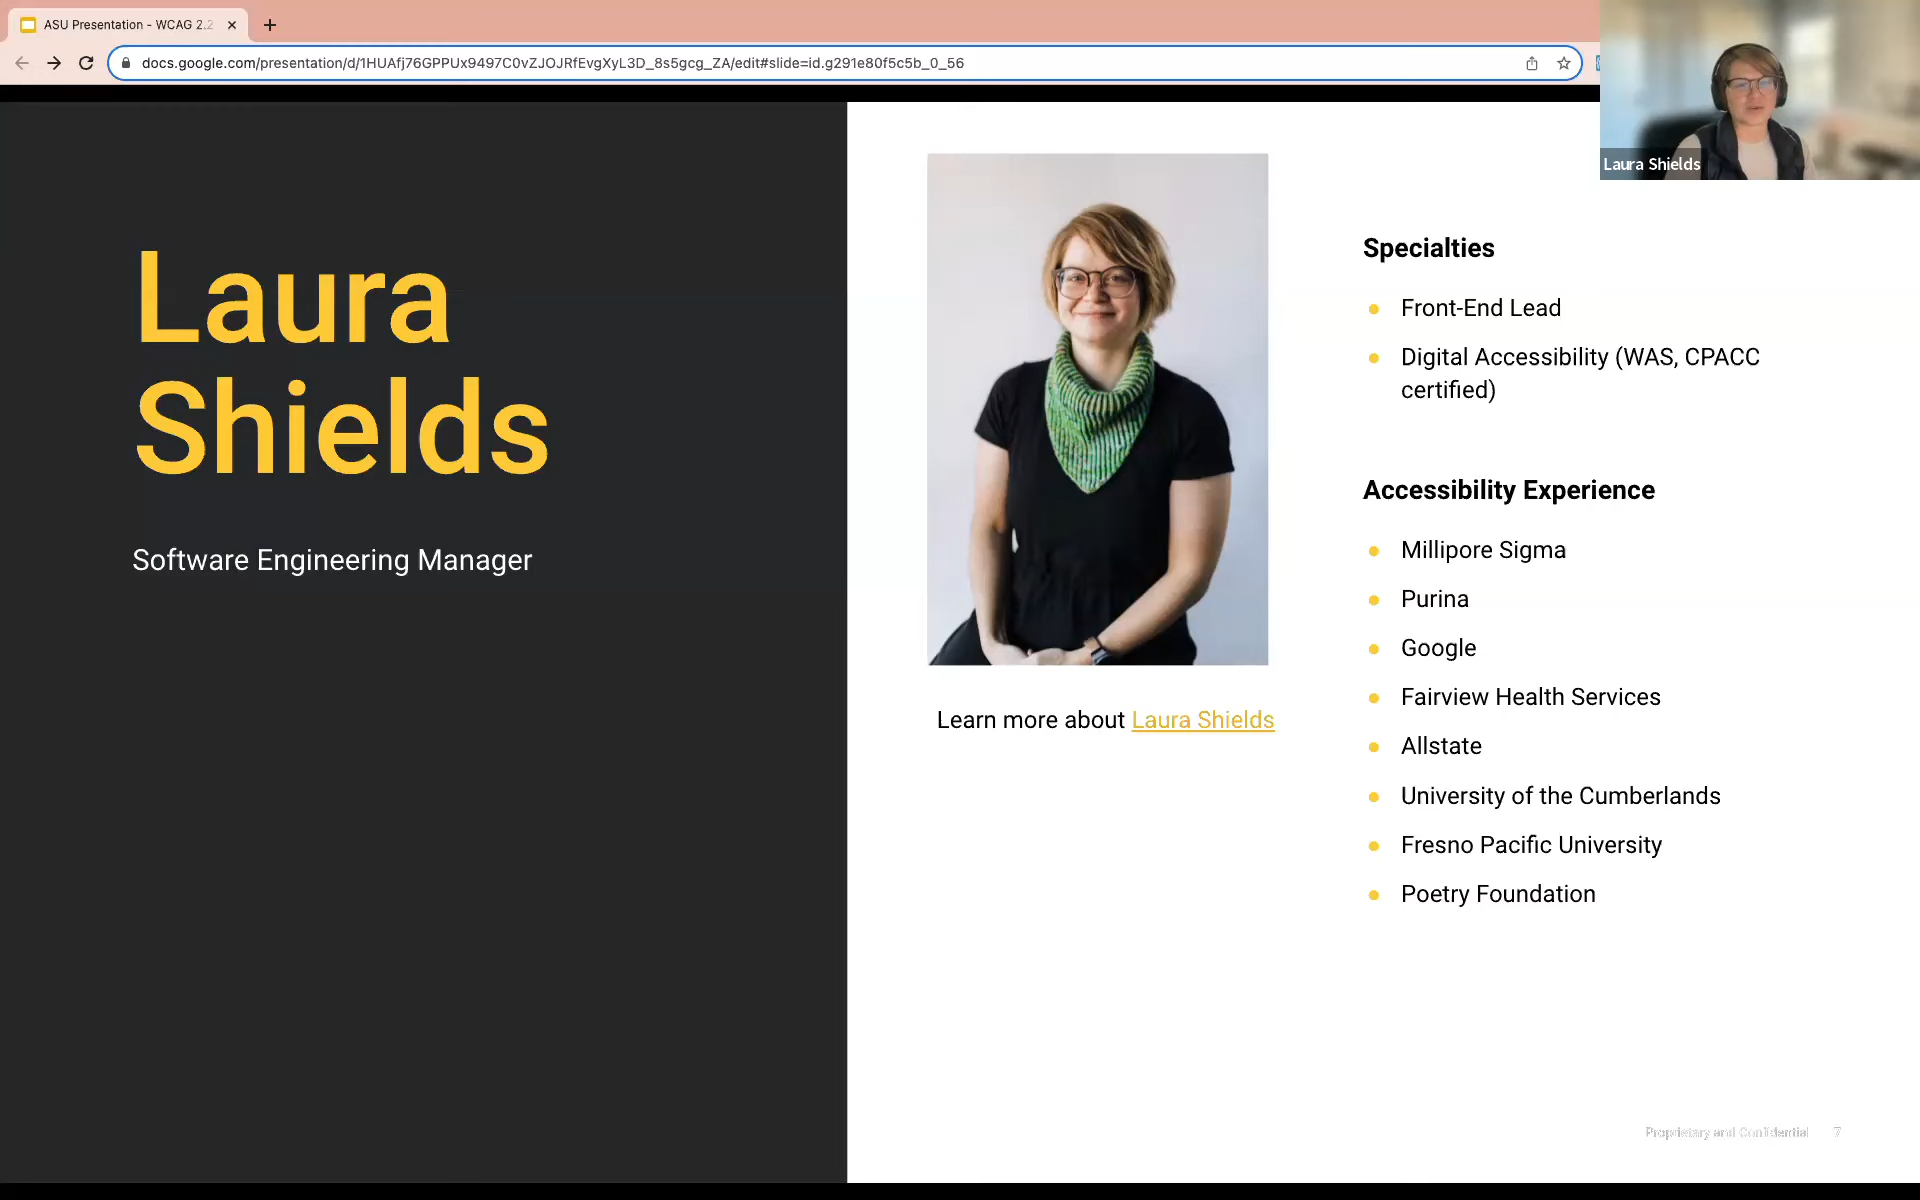 ASU Presentation - WCAG 2.2
docs.google.com/presentation/d/1HUAfj76GPPUx9497C0vZJOJRfEvgXyL3D_8s5gcg_ZA/edit#slide=id.g291e80f5c5b_0_56
Laura Shields
Laura
Shields
Software Engineering Manager
Learn more about Laura Shields
Specialties
Front-End Lead
Digital Accessibility (WAS, CPACC
certified)
Accessibility Experience
Millipore Sigma
Purina
Google
Fairview Health Services
Allstate
University of the Cumberlands
Fresno Pacific University
Poetry Foundation
Proprietary and Confidential 7